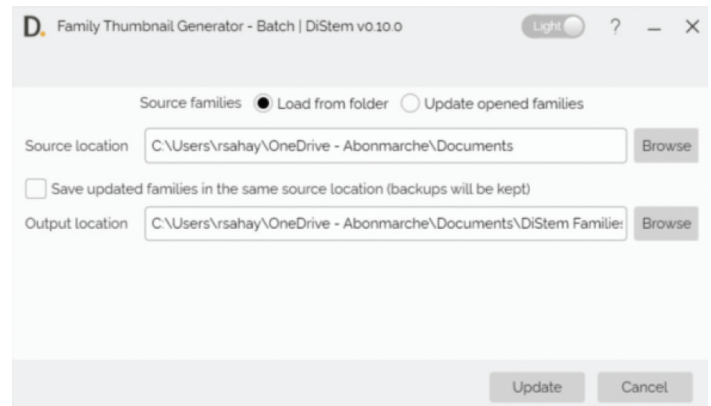 D. Family Thumbnail Generator - Batch | DiStem v0.10.0 Light ? 
Source families Load from folder Update opened families
Source location C:\Users\rsahay\OneDrive - Abonmarche\Documents Browse
Save updated families in the same source location (backups will be kept)
Output location C:\Users\rsahay\OneDrive - Abonmarche\Documents\DiStem Families Browse
Update Cancel